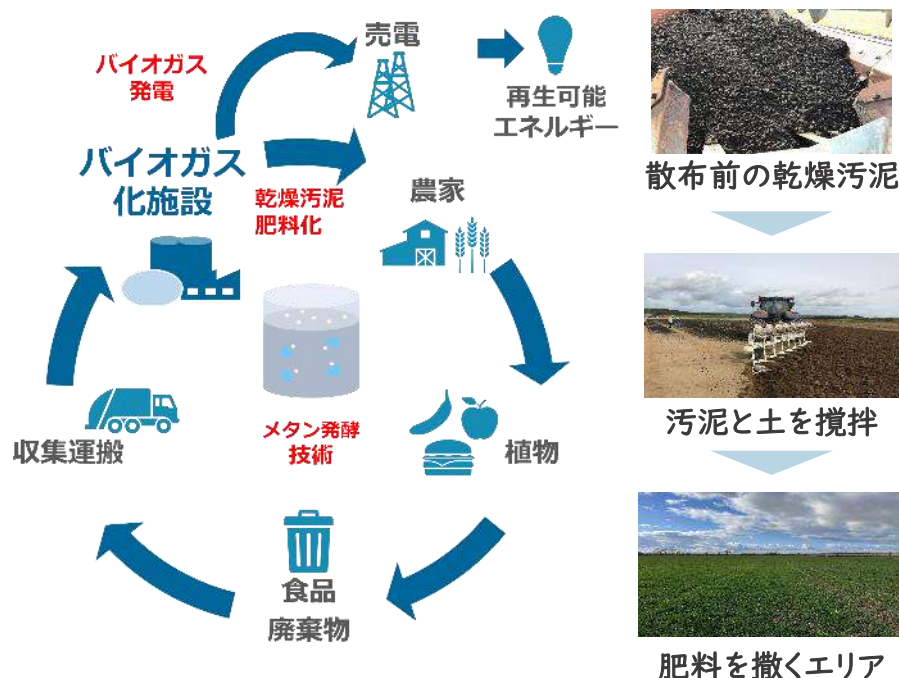 売電
バイオガス
発電
再生可能
エネルギー
バイオガス
化施設
乾燥汚泥
肥料化
農家
メタン発酵
技術
収集運搬
植物
食品
廃棄物
散布前の乾燥汚泥
汚泥と土を撹拌
肥料を撒くエリア